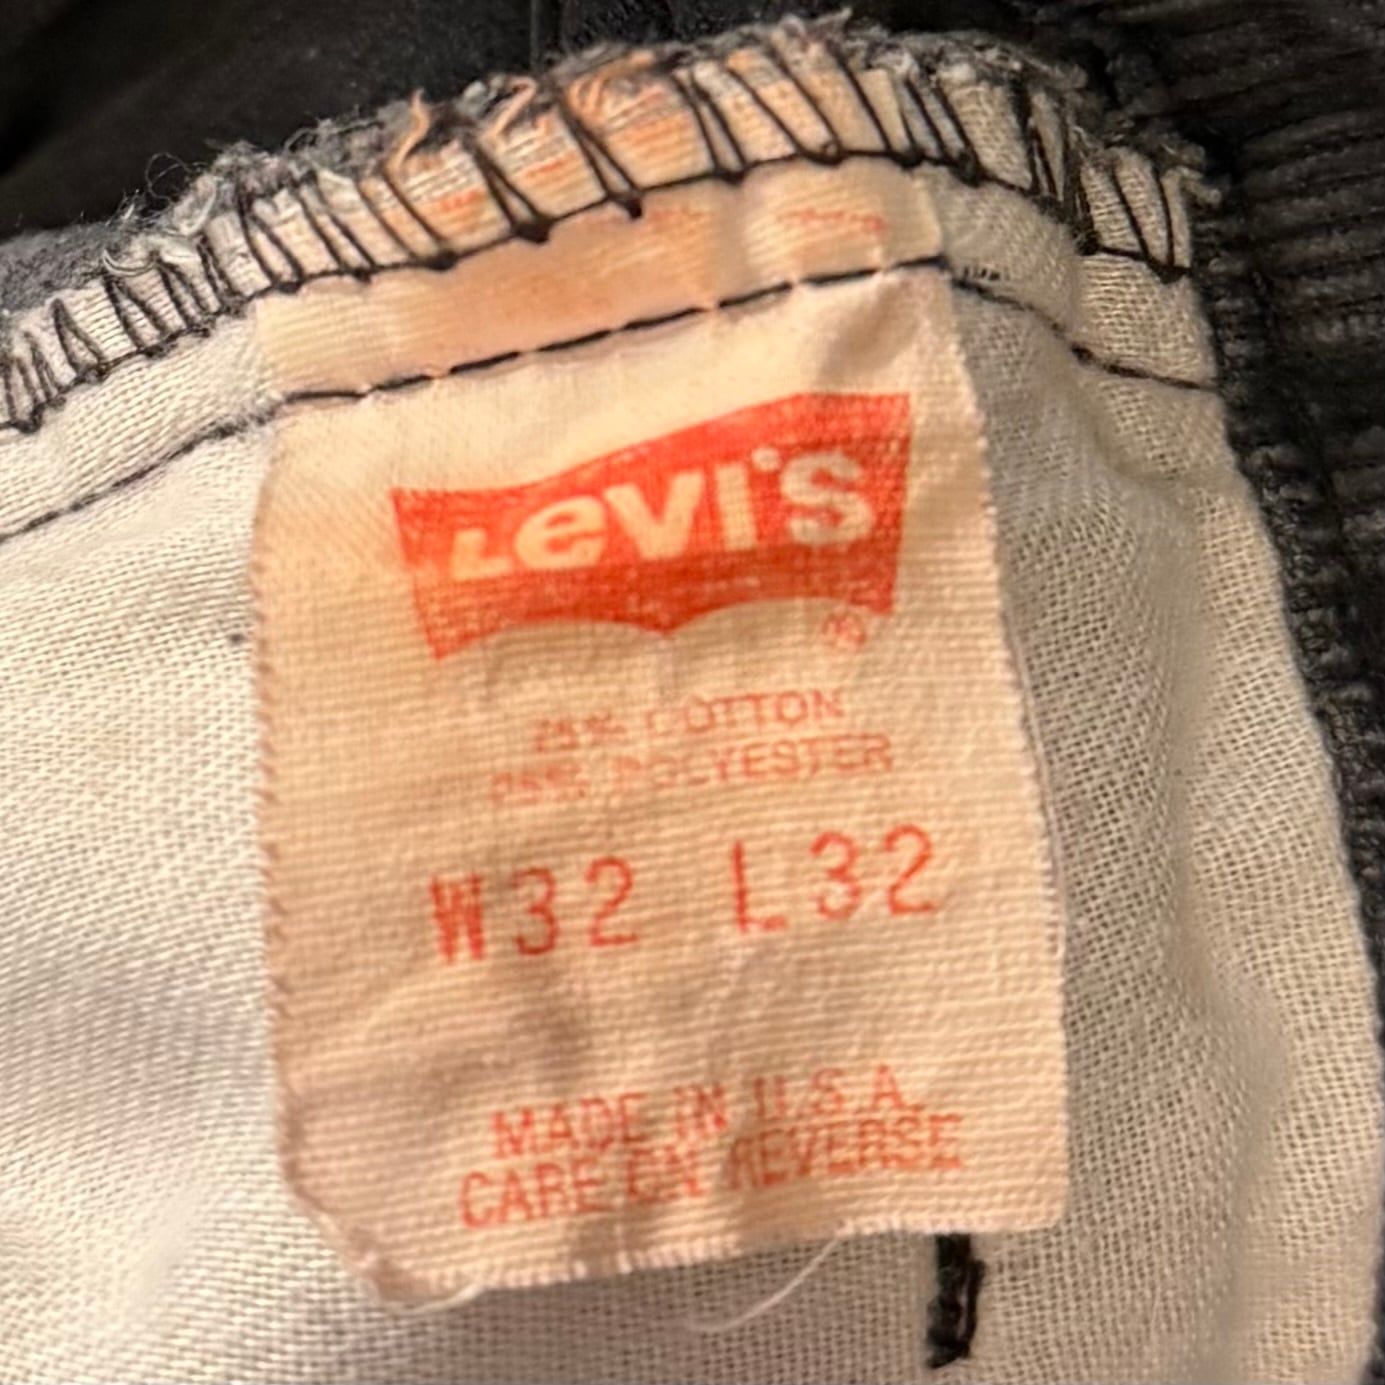 Levi's
®
75% COTTON
25% POLYESTER
W32 L32
MADE IN U.S.A.
CARE ON REVERSE